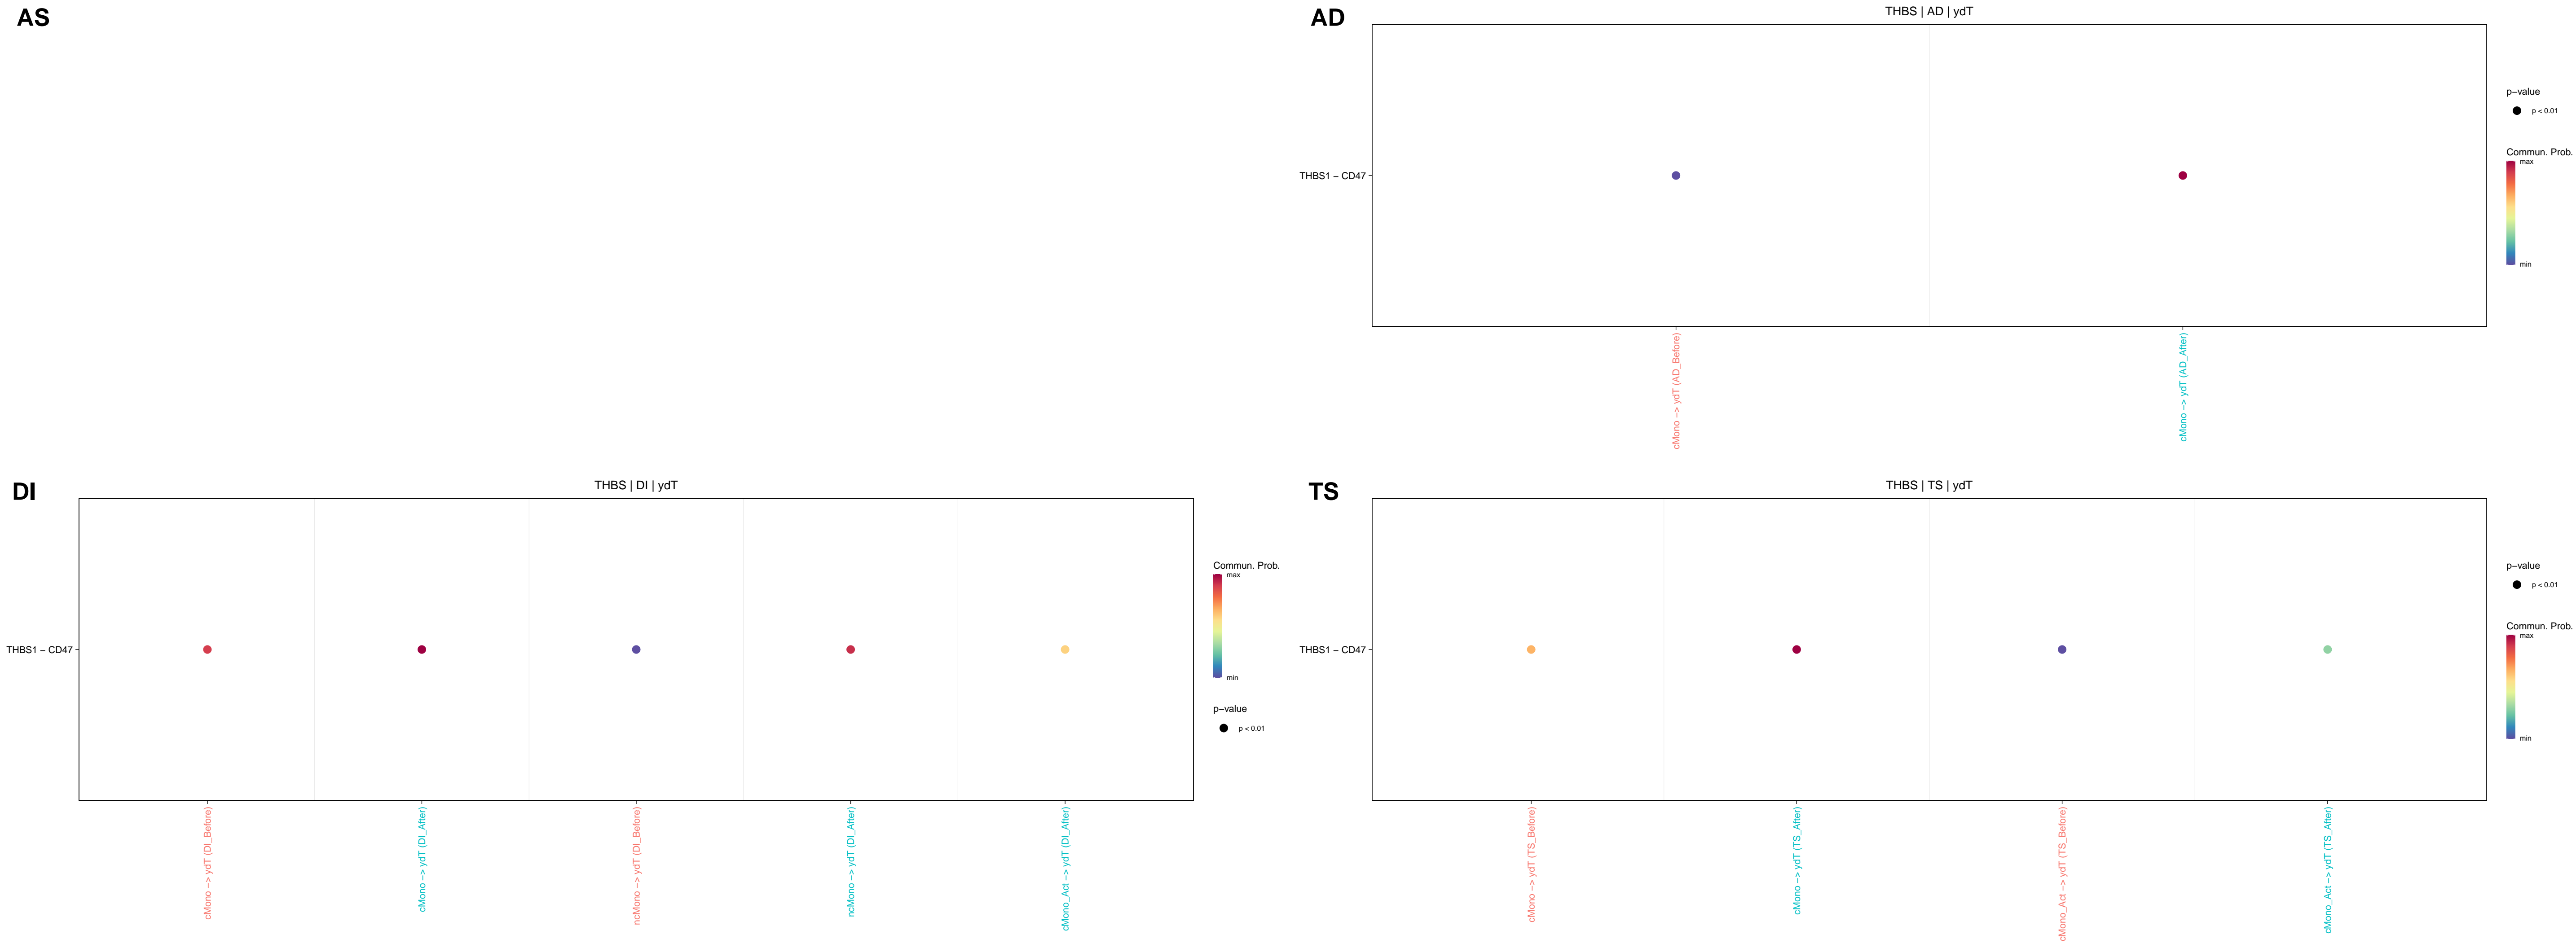 AS
AD
THBS | AD | ydT
THBS1 − CD47
cMono −> ydT (AD_Before)
cMono −> ydT (AD_After)
p−value
p < 0.01
Commun. Prob.
max
min
DI
THBS | DI | ydT
THBS1 − CD47
cMono −> ydT (DI_Before)
cMono −> ydT (DI_After)
ncMono −> ydT (DI_Before)
ncMono −> ydT (DI_After)
cMono_Act −> ydT (DI_After)
Commun. Prob.
max
min
p−value
p < 0.01
TS
THBS | TS | ydT
THBS1 − CD47
cMono −> ydT (TS_Before)
cMono −> ydT (TS_After)
cMono_Act −> ydT (TS_Before)
cMono_Act −> ydT (TS_After)
p−value
p < 0.01
Commun. Prob.
max
min